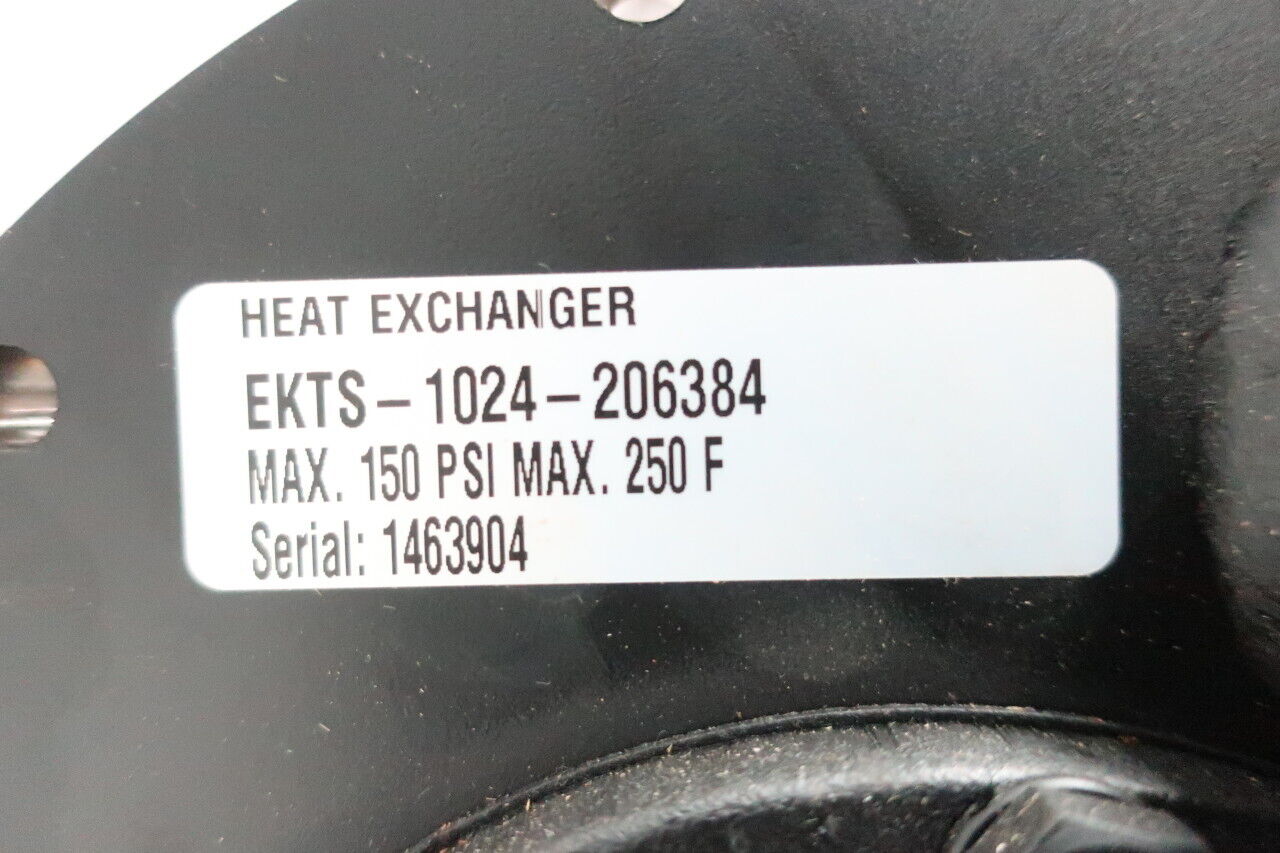 HEAT EXCHANGER
EKTS-1024-206384
MAX. 150 PSI MAX. 250 F
Serial: 1463904